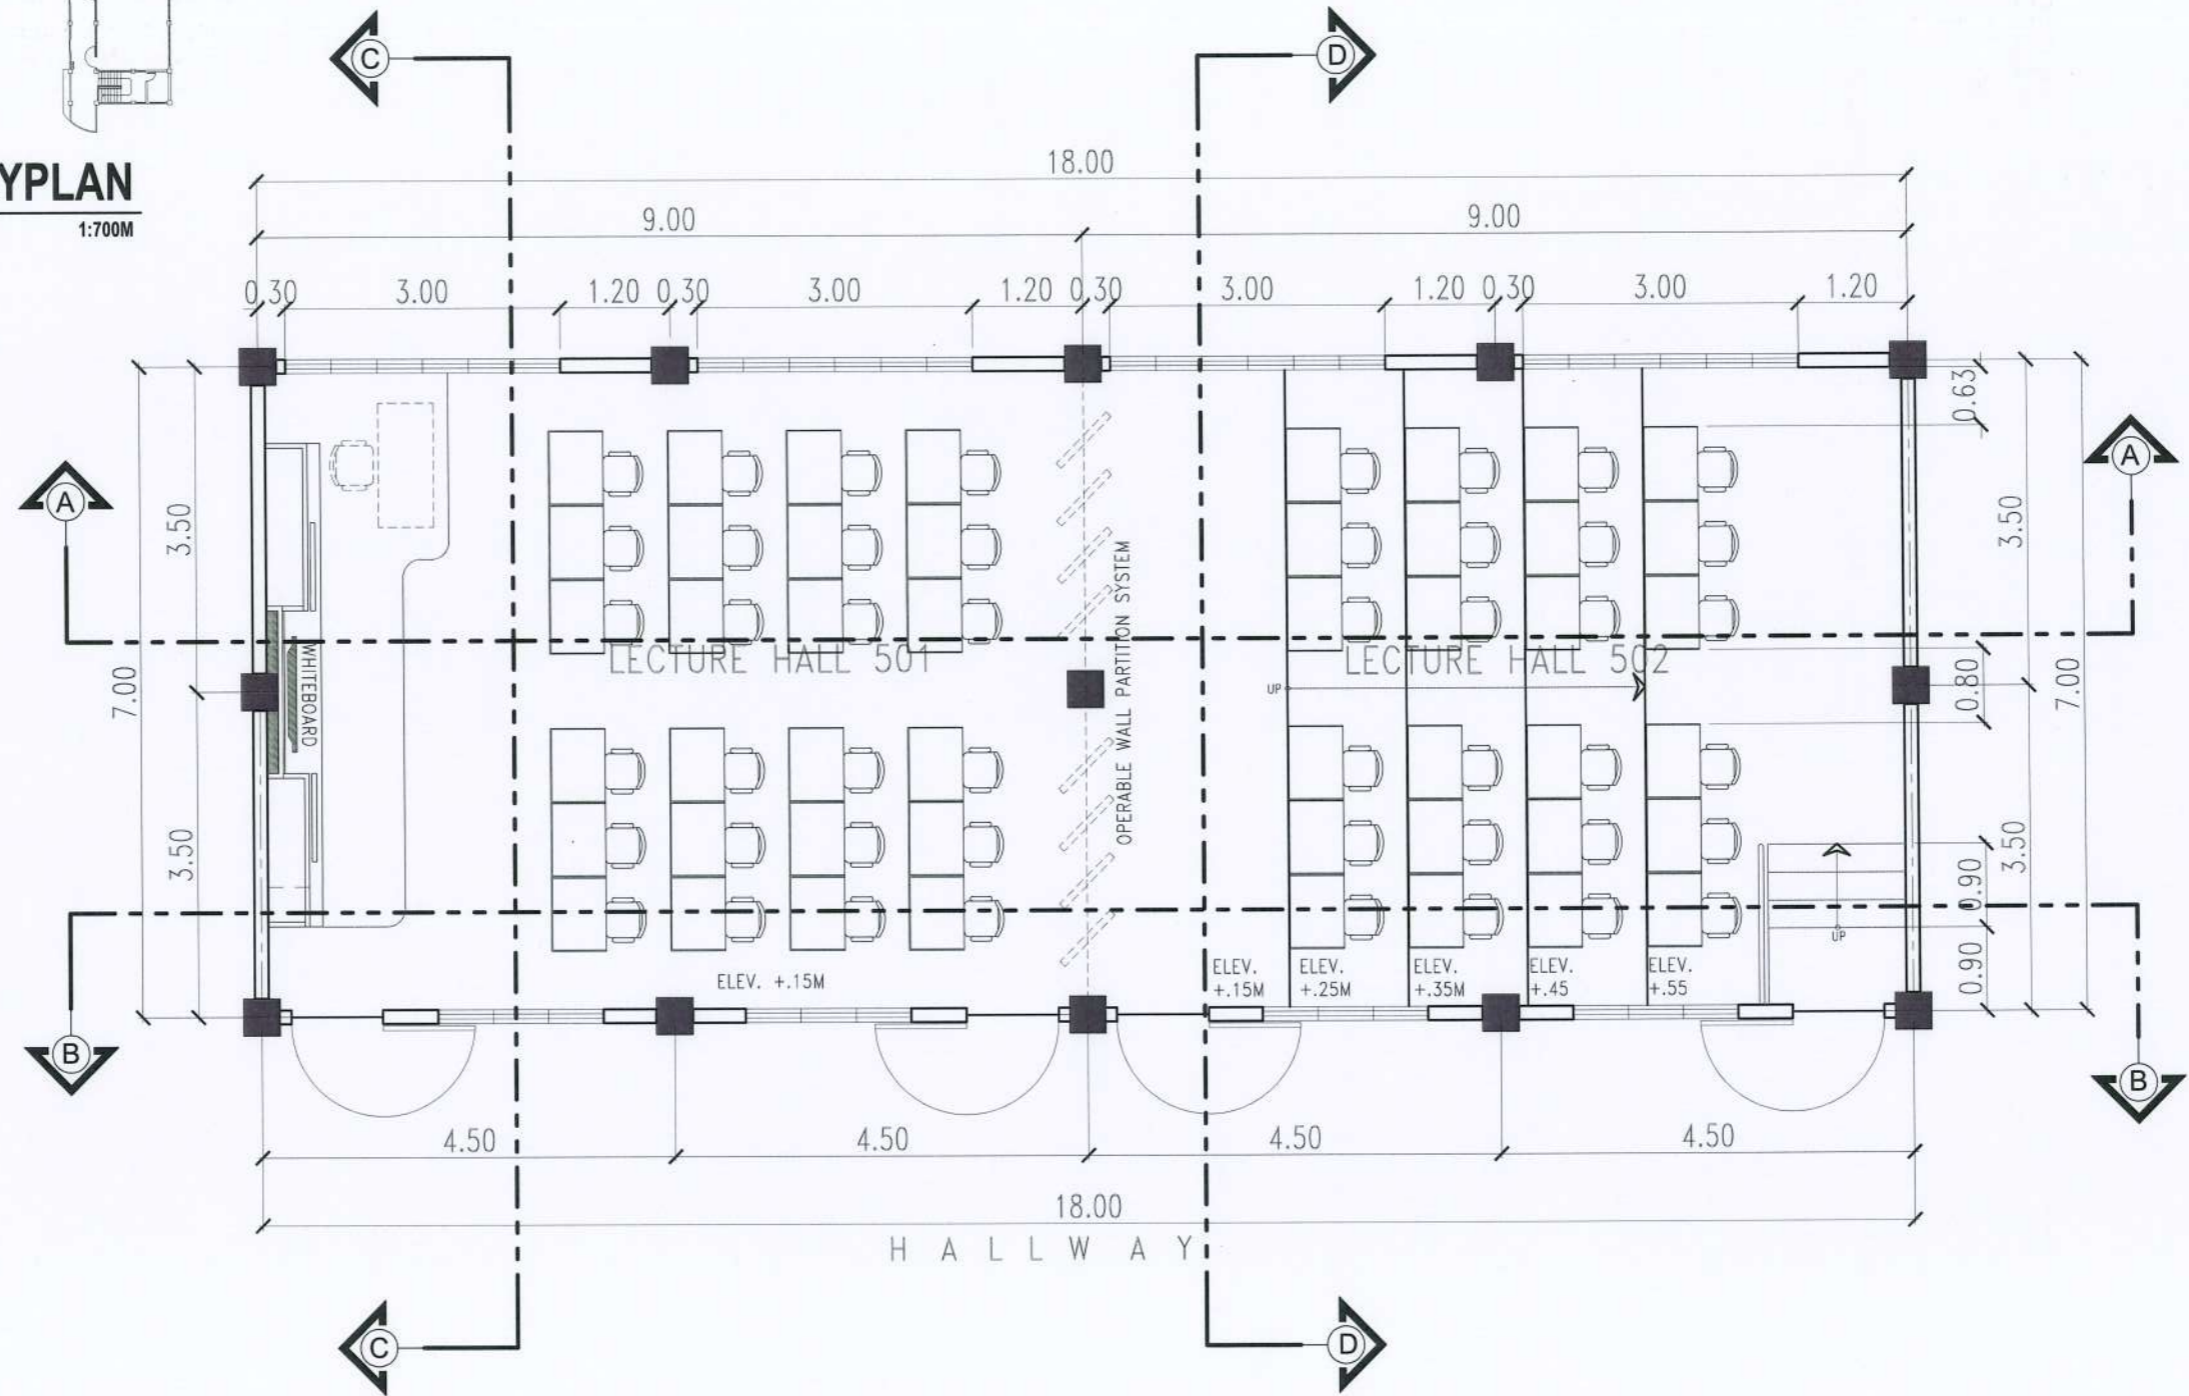 C
D
YPLAN
1:700M
18.00
9.00
9.00
0.30
3.00
1.20
0.30
3.00
1.20
0.30
3.00
1.20
0.30
3.00
1.20
0.63
A
A
3.50
3.50
OPERABLE WALL PARTITION SYSTEM
WHITEBOARD
LECTURE HALL 501
LECTURE HALL 502
UP
7.00
0.80
7.00
3.50
3.50
0.90
UP
0.90
ELEV. +.15M
ELEV.
+.15M
ELEV.
+.25M
ELEV.
+.35M
ELEV.
+.45
ELEV.
+.55
B
B
4.50
4.50
4.50
4.50
18.00
HALLWAY
C
D